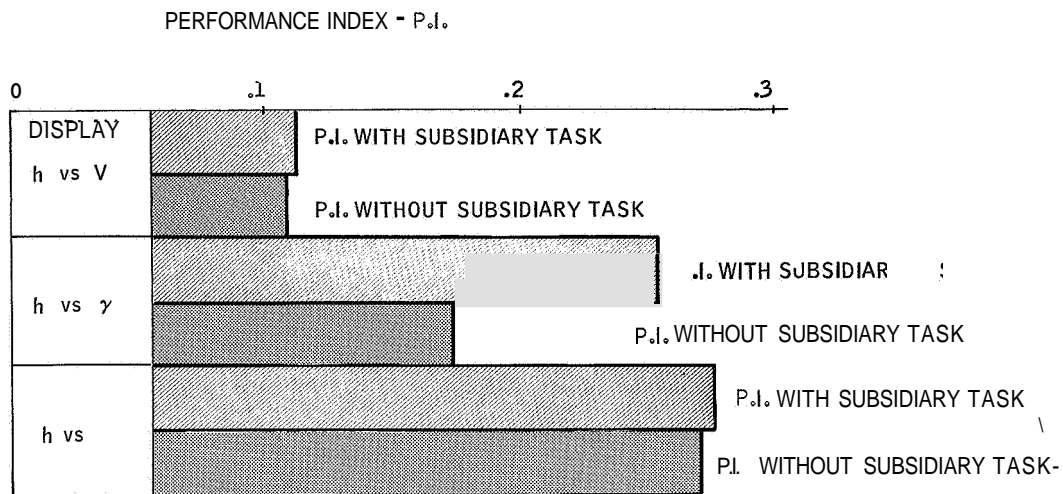 PERFORMANCE INDEX - P.I.
0 .1 .2 .3
DISPLAY
h vs V
P.I. WITH SUBSIDIARY TASK
P.I. WITHOUT SUBSIDIARY TASK
h vs γ
.I. WITH SUBSIDIAR
P.I. WITHOUT SUBSIDIARY TASK
h vs
P.I. WITH SUBSIDIARY TASK
P.I. WITHOUT SUBSIDIARY TASK-